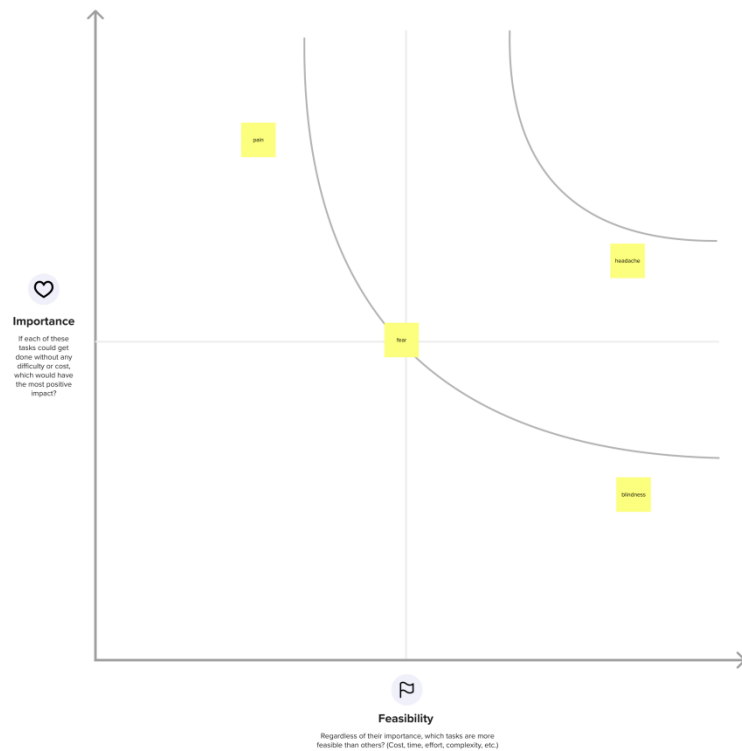 pain
headache
Importance
If each of these
tasks could get
done without any
difficulty or cost,
which would have
the most positive
impact?
fear
blindness
Feasibility
Regardless of their importance, which tasks are more
feasible than others? (Cost, time, effort, complexity, etc.)